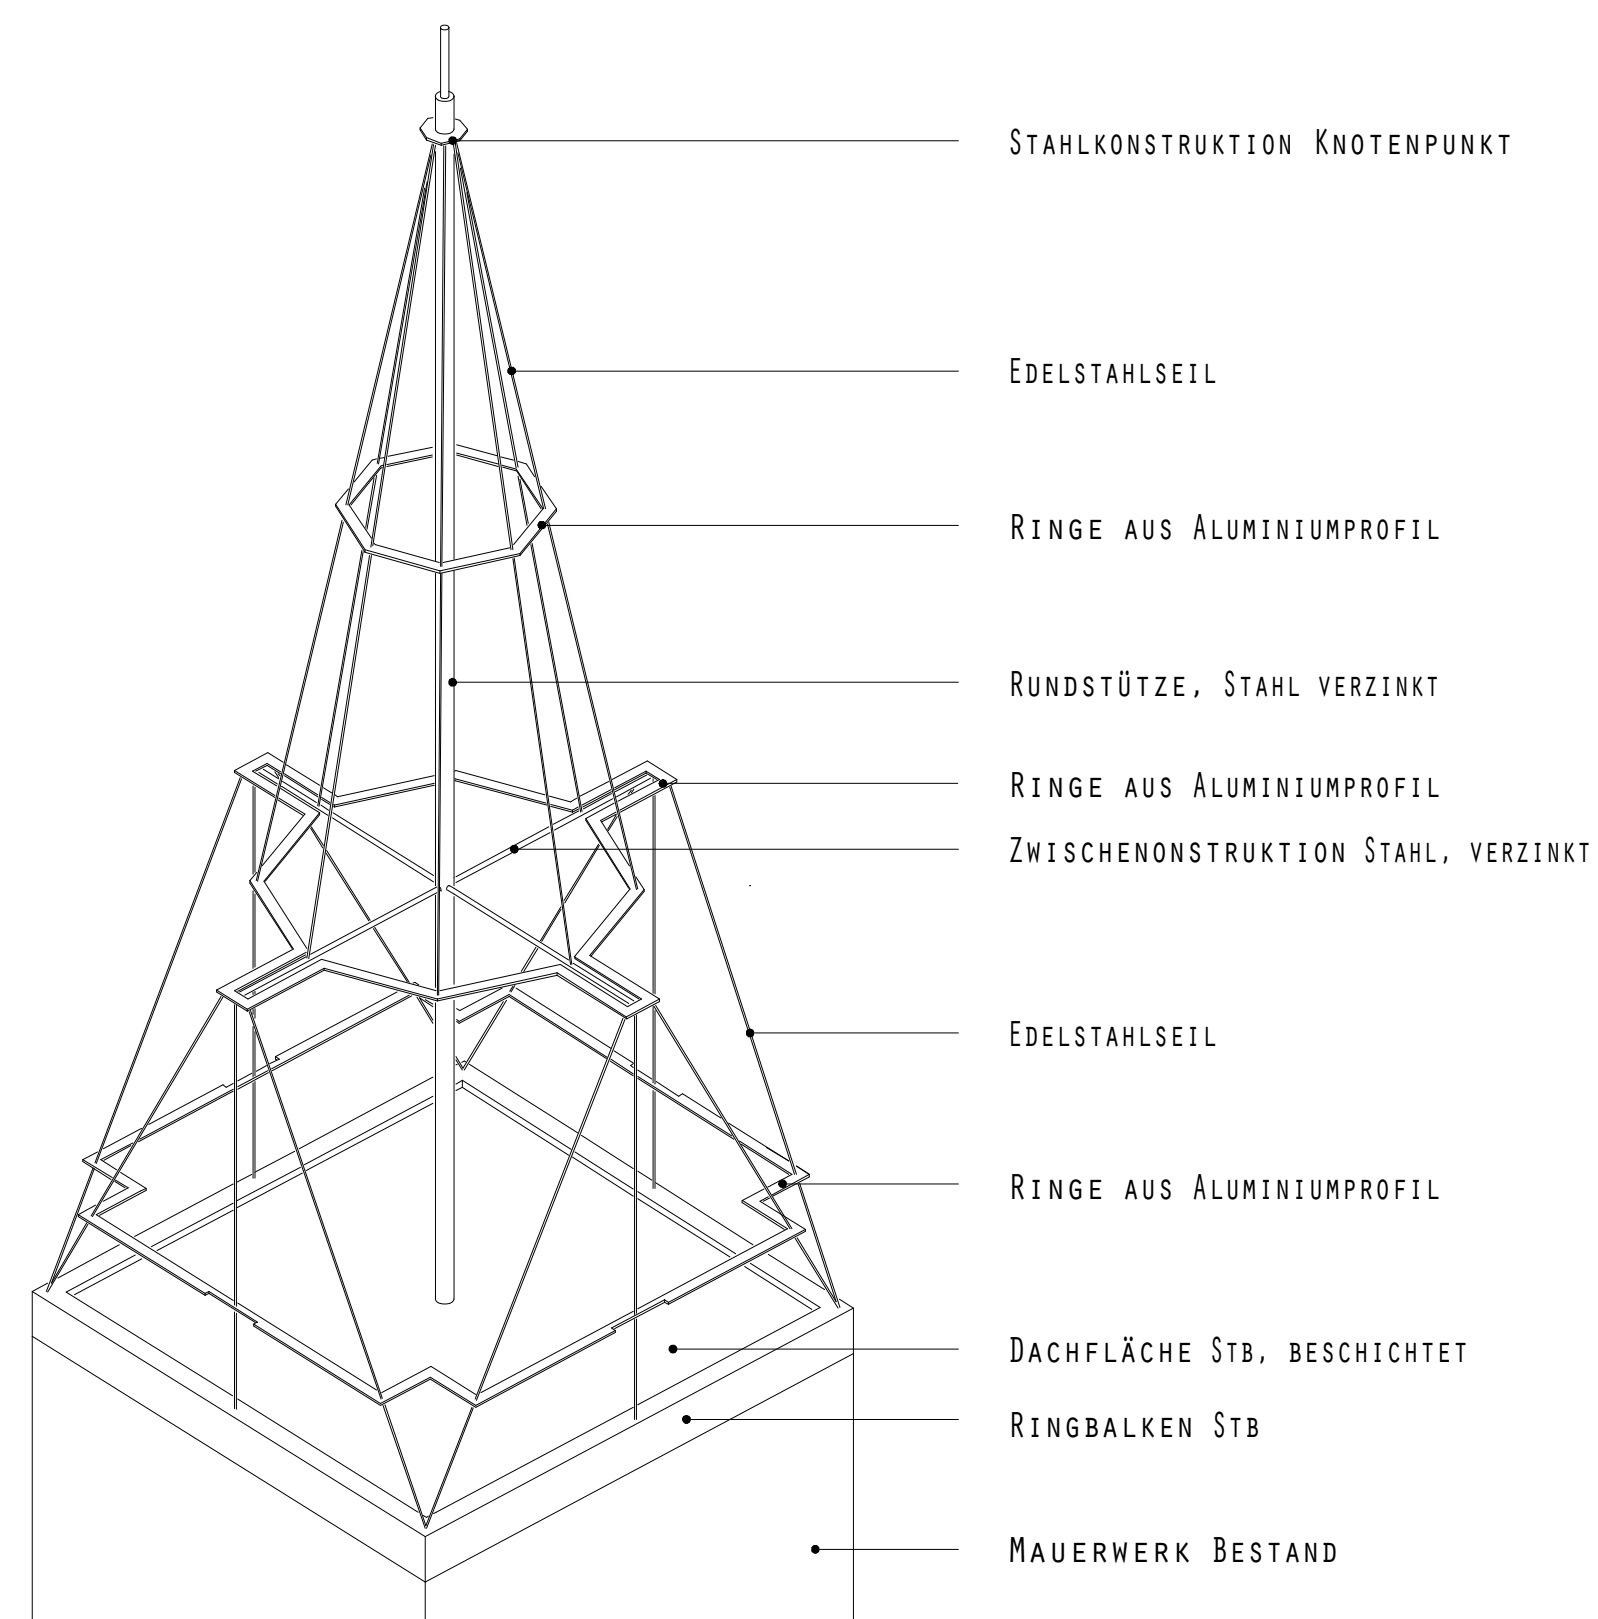 STAHLKONSTRUKTION KNOTENPUNKT
EDELSTAHLSEIL
RINGE AUS ALUMINIUMPROFIL
RUNDSTÜTZE, STAHL VERZINKT
RINGE AUS ALUMINIUMPROFIL
ZWISCHENONSTRUKTION STAHL, VERZINKT
EDELSTAHLSEIL
RINGE AUS ALUMINIUMPROFIL
DACHFLÄCHE STB, BESCHICHTET
RINGBALKEN STB
MAUERWERK BESTAND